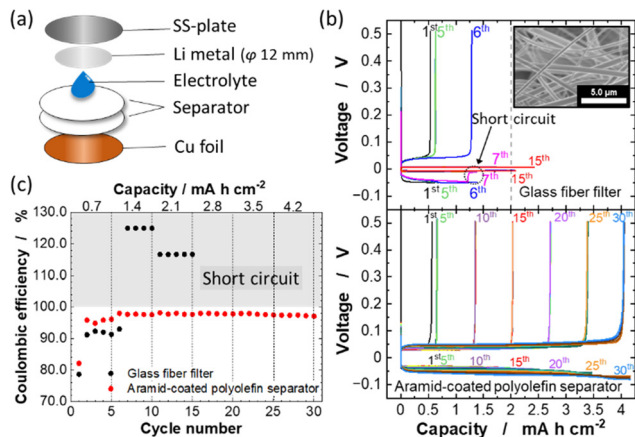 (a)
SS-plate
Li metal (φ 12 mm)
Electrolyte
Separator
Cu foil
(b)
Voltage / V
0.5
0.4
0.3
0.2
0.1
0.0
−0.1
1st 5th
6th
5.0 μm
Short circuit
7th
15th
7th
15th
1st 5th
6th
Glass fiber filter
Voltage / V
0.5
0.4
0.3
0.2
0.1
0.0
−0.1
1st
5th
10th
15th
20th
25th
30th
1st
5th
10th
15th
20th
25th
30th
Aramid-coated polyolefin separator
0 0.5 1.0 1.5 2.0 2.5 3.0 3.5 4.0
Capacity / mA h cm-2
(c)
Capacity / mA h cm-2
0.7 1.4 2.1 2.8 3.5 4.2
Coulombic efficiency / %
130.0
120.0
110.0
100.0
90.0
80.0
70.0
Short circuit
Glass fiber filter
Aramid-coated polyolefin separator
0 5 10 15 20 25 30
Cycle number